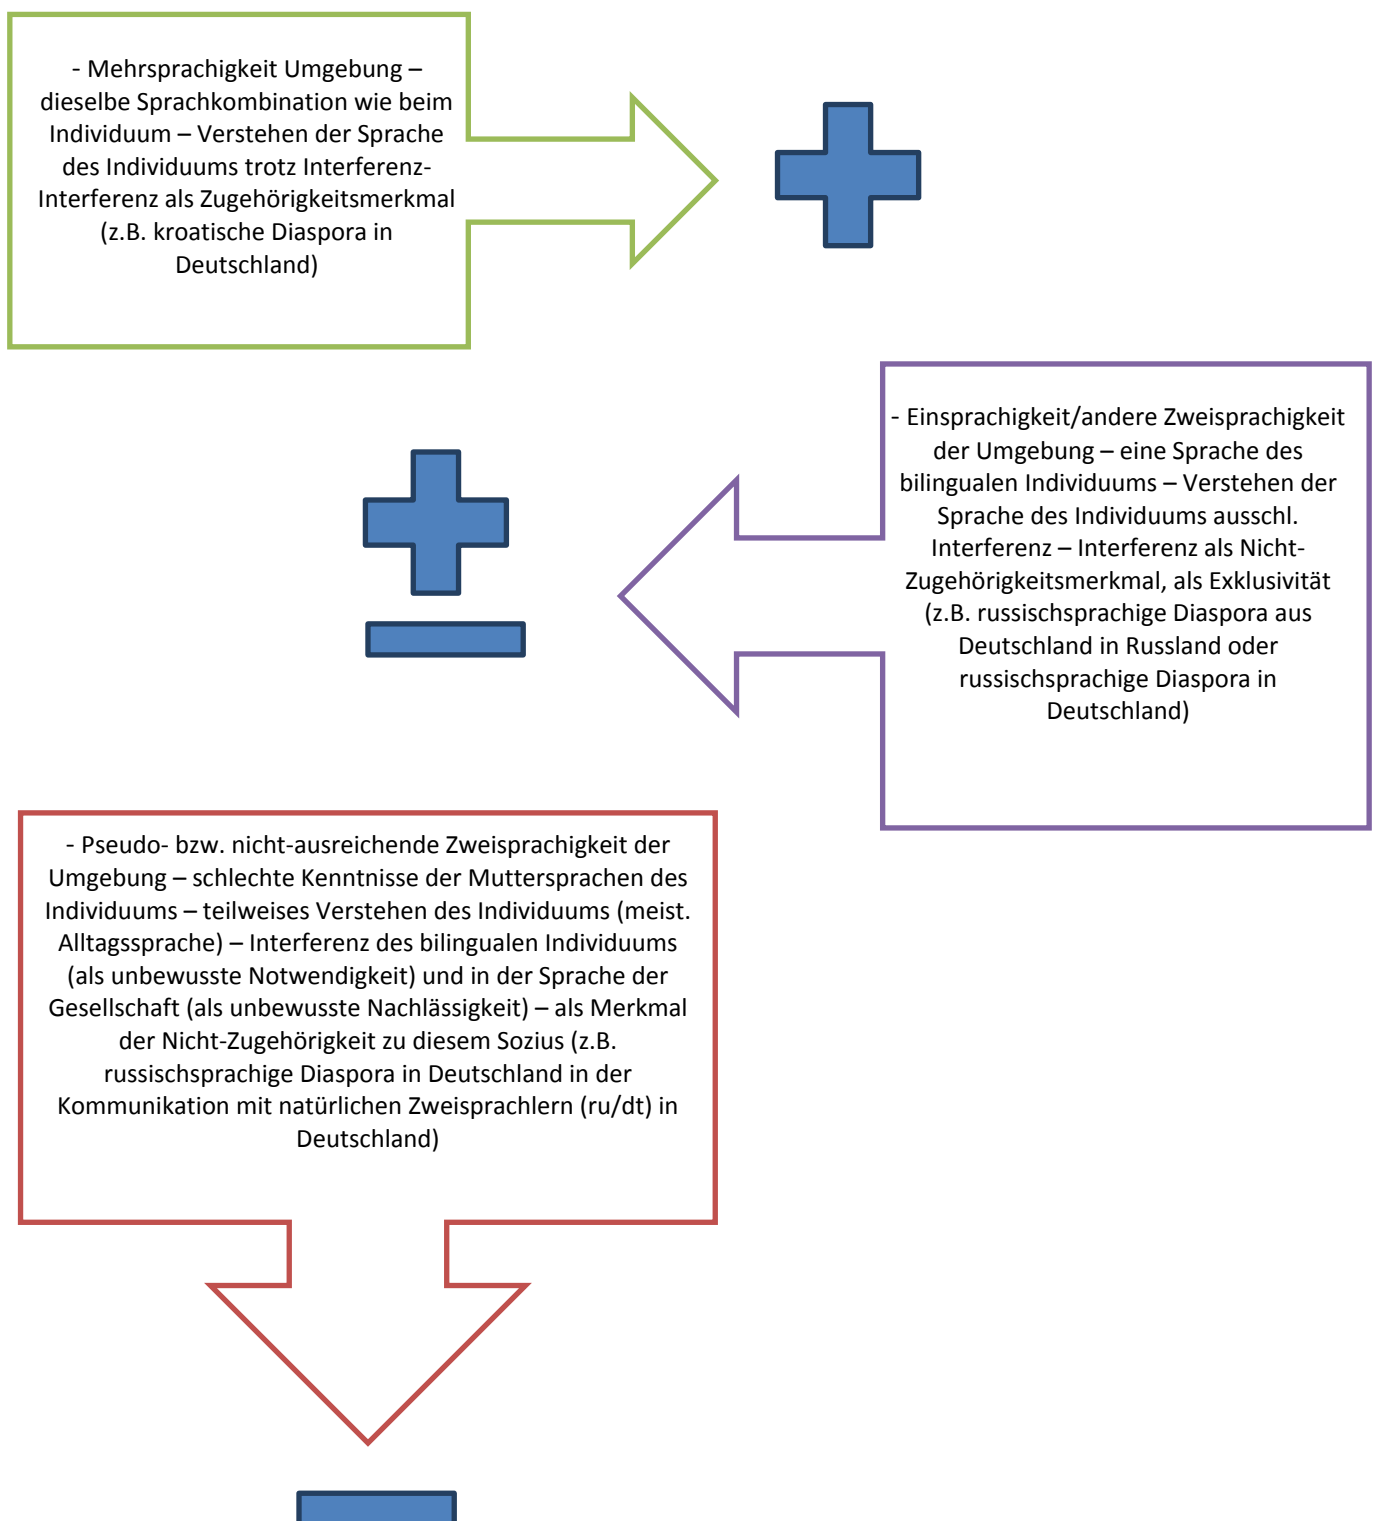 - Mehrsprachigkeit Umgebung –
dieselbe Sprachkombination wie beim
Individuum – Verstehen der Sprache
des Individuums trotz Interferenz-
Interferenz als Zugehörigkeitsmerkmal
(z.B. kroatische Diaspora in
Deutschland)
- Einsprachigkeit/andere Zweisprachigkeit
der Umgebung – eine Sprache des
bilingualen Individuums – Verstehen der
Sprache des Individuums ausschl.
Interferenz – Interferenz als Nicht-
Zugehörigkeitsmerkmal, als Exklusivität
(z.B. russischsprachige Diaspora aus
Deutschland in Russland oder
russischsprachige Diaspora in
Deutschland)
- Pseudo- bzw. nicht-ausreichende Zweisprachigkeit der
Umgebung – schlechte Kenntnisse der Muttersprachen des
Individuums – teilweises Verstehen des Individuums (meist.
Alltagssprache) – Interferenz des bilingualen Individuums
(als unbewusste Notwendigkeit) und in der Sprache der
Gesellschaft (als unbewusste Nachlässigkeit) – als Merkmal
der Nicht-Zugehörigkeit zu diesem Sozius (z.B.
russischsprachige Diaspora in Deutschland in der
Kommunikation mit natürlichen Zweisprachlern (ru/dt) in
Deutschland)